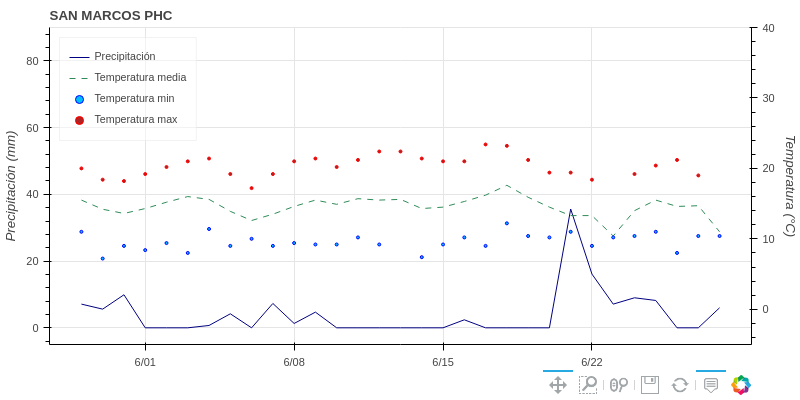 SAN MARCOS PHC
Precipitación
Temperatura media
Temperatura min
Temperatura max
Precipitación (mm)
80
60
40
20
0
40
30
20
10
0
Temperatura (°C)
6/01
6/08
6/15
6/22